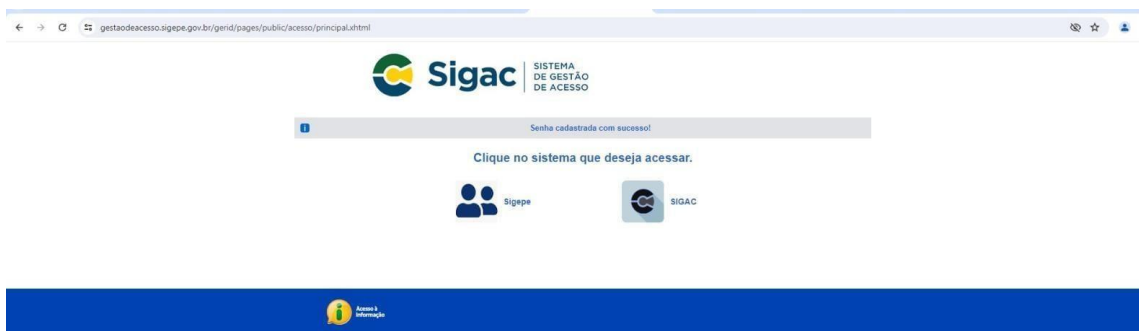 gestaodeacesso.sigepe.gov.br/gerid/pages/public/acesso/principal.xhtml
Sigac
SISTEMA
DE GESTÃO
DE ACESSO
Senha cadastrada com sucesso!
Clique no sistema que deseja acessar.
Sigepe
SIGAC
Acesso à
Informação